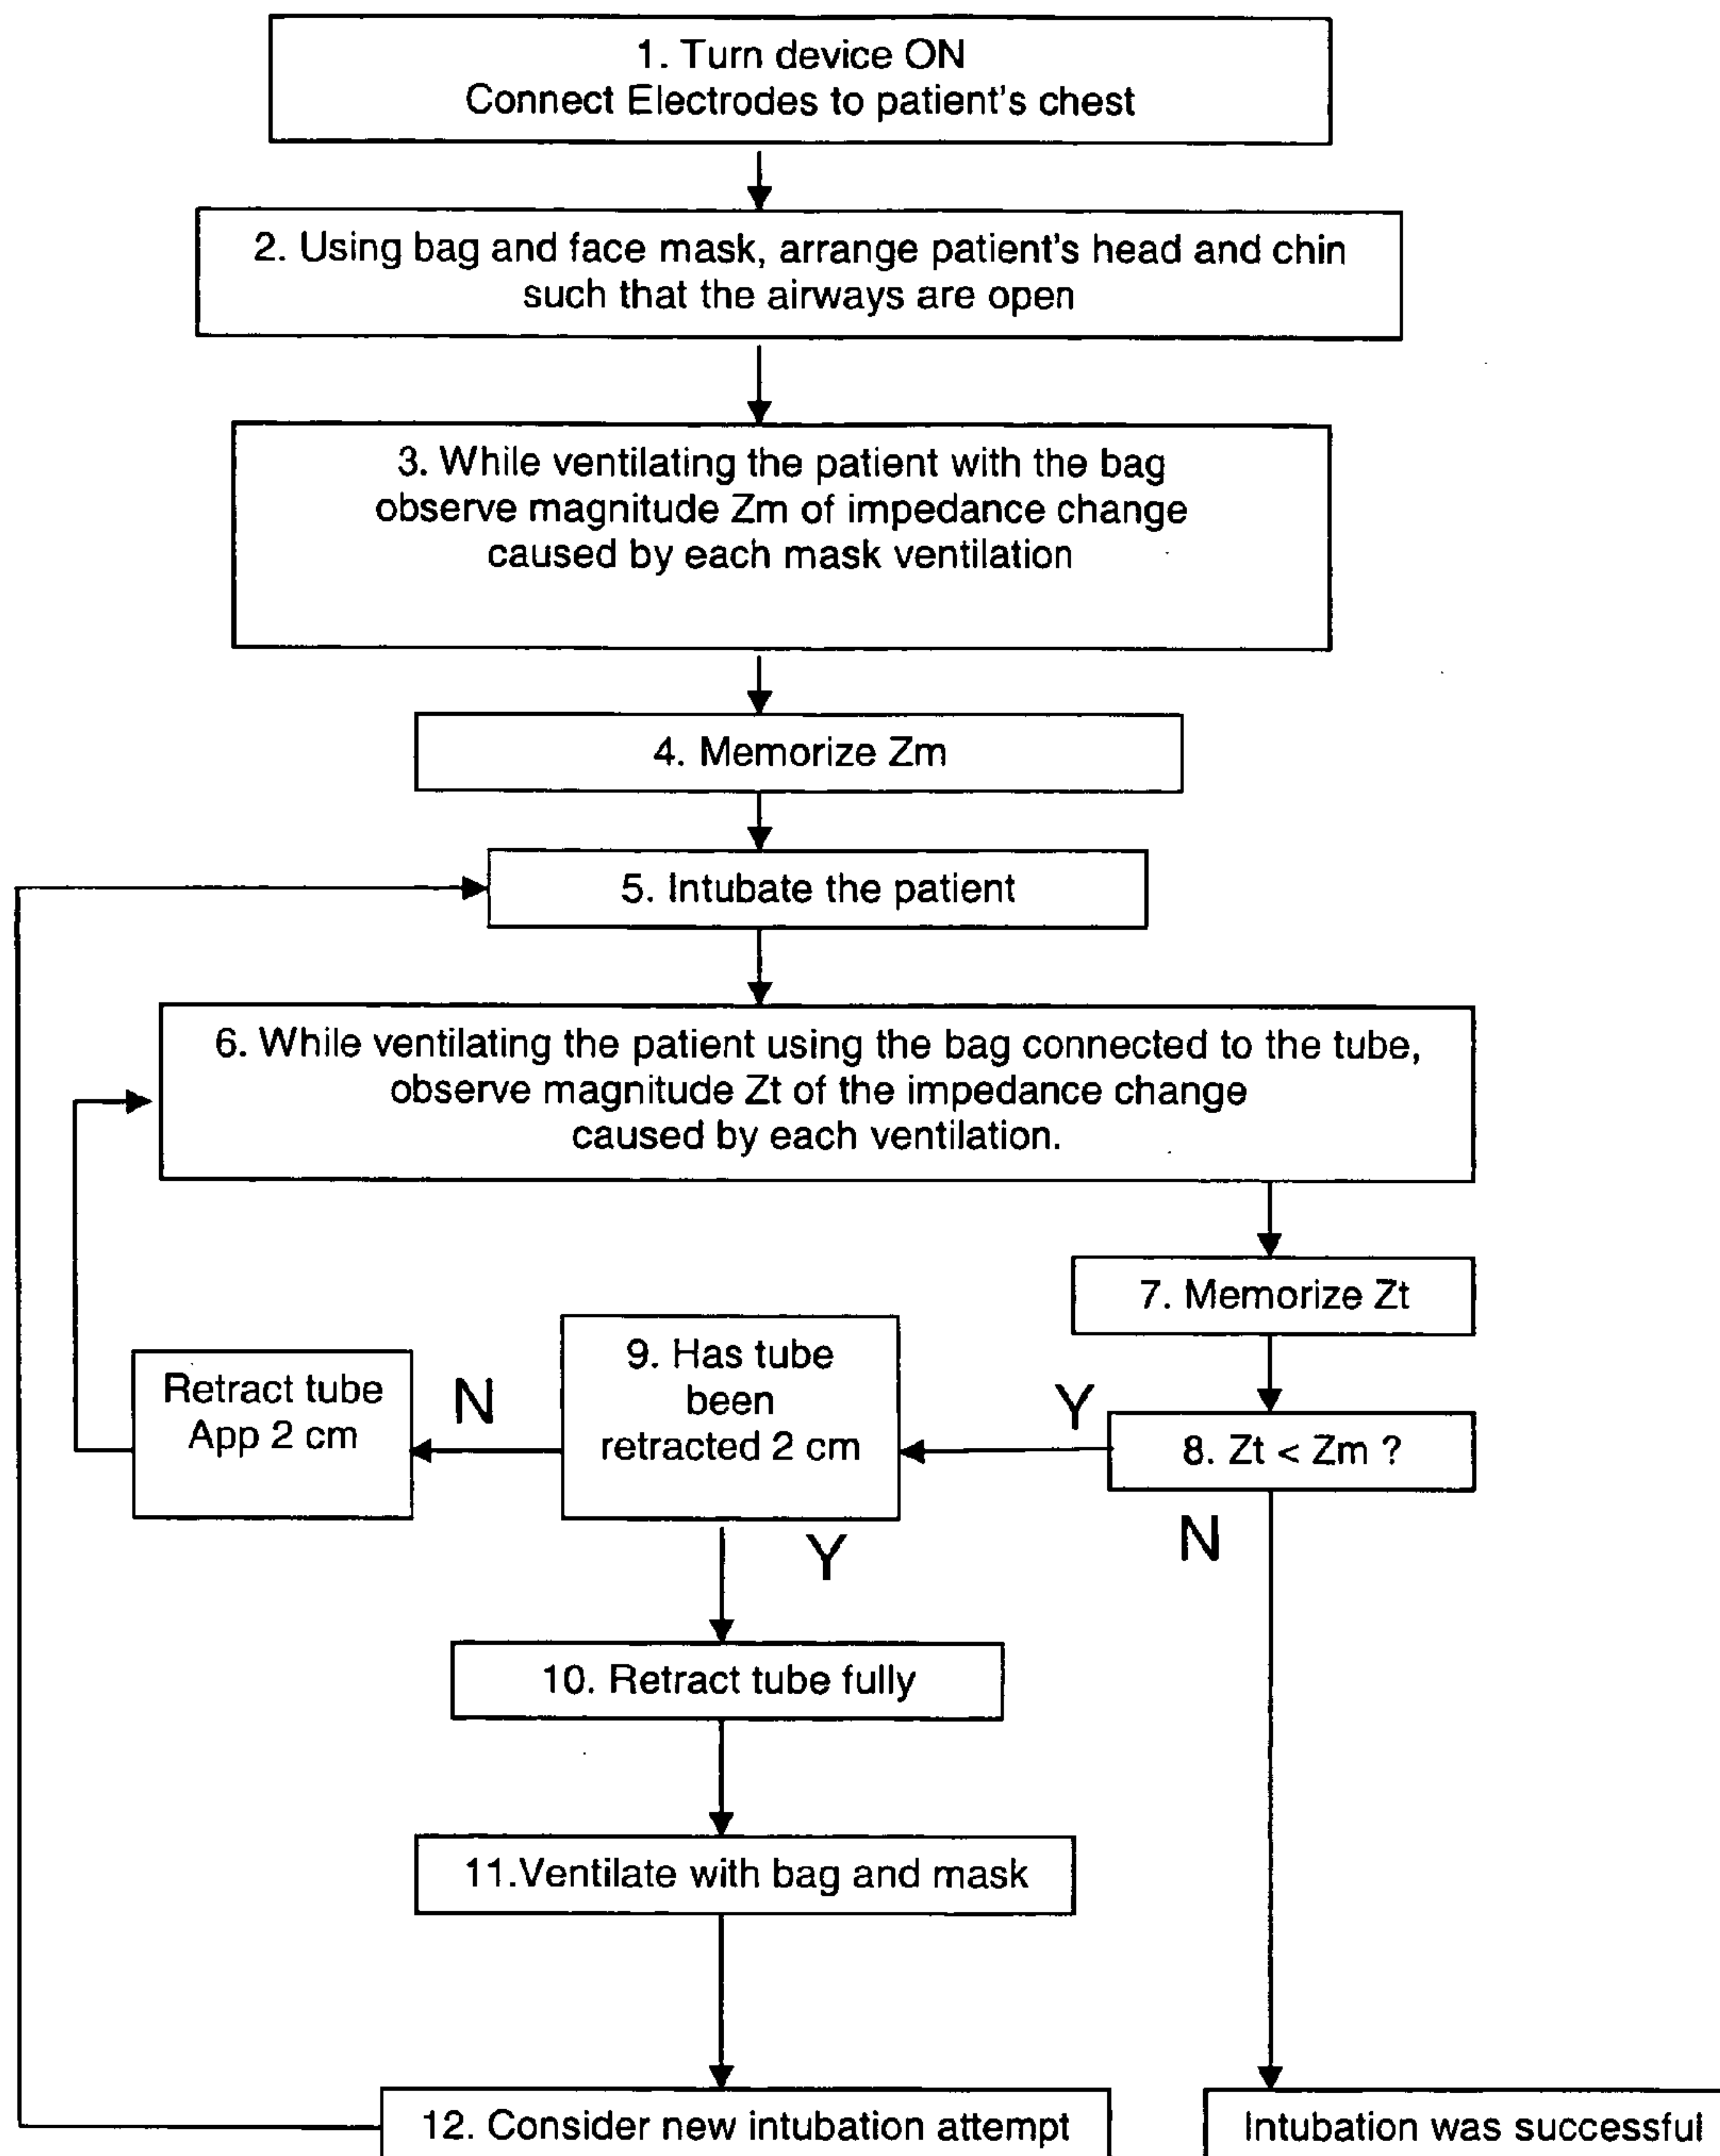 1. Turn device ON
Connect Electrodes to patient's chest
2. Using bag and face mask, arrange patient's head and chin
such that the airways are open
3. While ventilating the patient with the bag
observe magnitude Zm of impedance change
caused by each mask ventilation
4. Memorize Zm
5. Intubate the patient
6. While ventilating the patient using the bag connected to the tube,
observe magnitude Zt of the impedance change
caused by each ventilation.
7. Memorize Zt
8. Zt < Zm ?
Y
N
9. Has tube
been
retracted 2 cm
N
Y
Retract tube
App 2 cm
10. Retract tube fully
11.Ventilate with bag and mask
12. Consider new intubation attempt
Intubation was successful